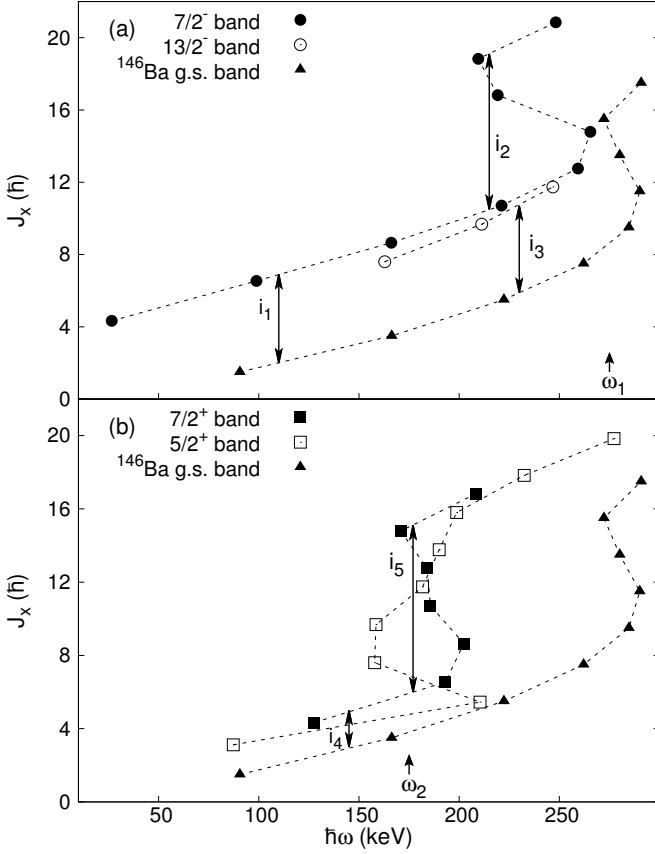 (a)
7/2⁻ band
13/2⁻ band
¹⁴⁶Ba g.s. band
20
16
12
8
4
0
Jₓ (ħ)
i₁
i₂
i₃
ω₁
(b)
7/2⁺ band
5/2⁺ band
¹⁴⁶Ba g.s. band
20
16
12
8
4
0
Jₓ (ħ)
i₅
i₄
ω₂
50
100
150
200
250
ħω (keV)